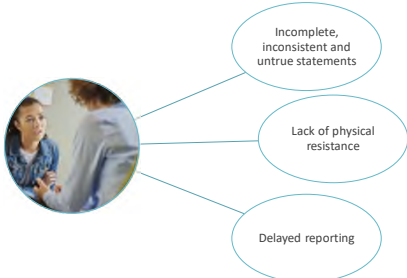 Incomplete,
inconsistent and
untrue statements
Lack of physical
resistance
Delayed reporting